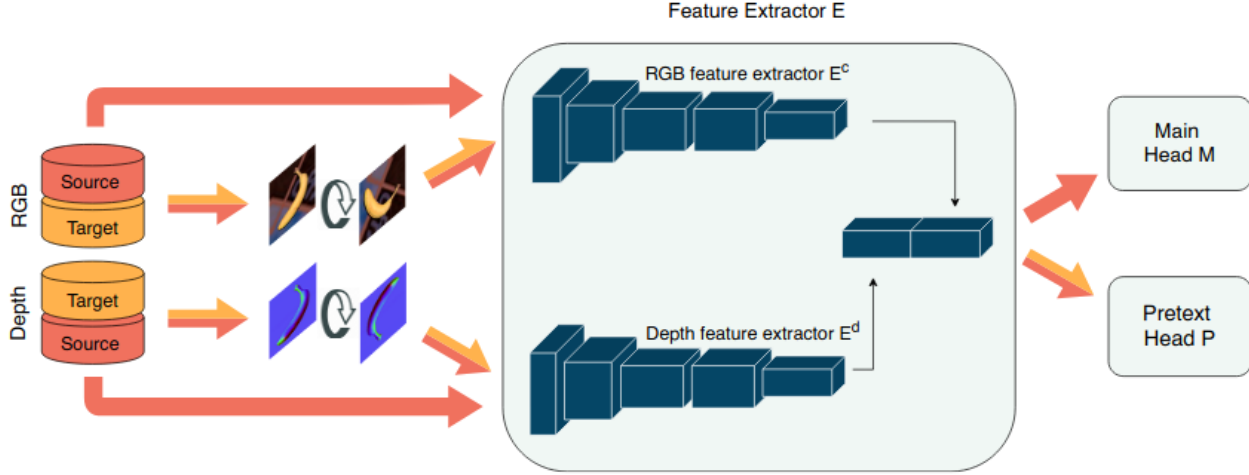 Feature Extractor E
RGB feature extractor E^c
Main
Head M
RGB
Source
Target
Depth
Target
Source
Depth feature extractor E^d
Pretext
Head P